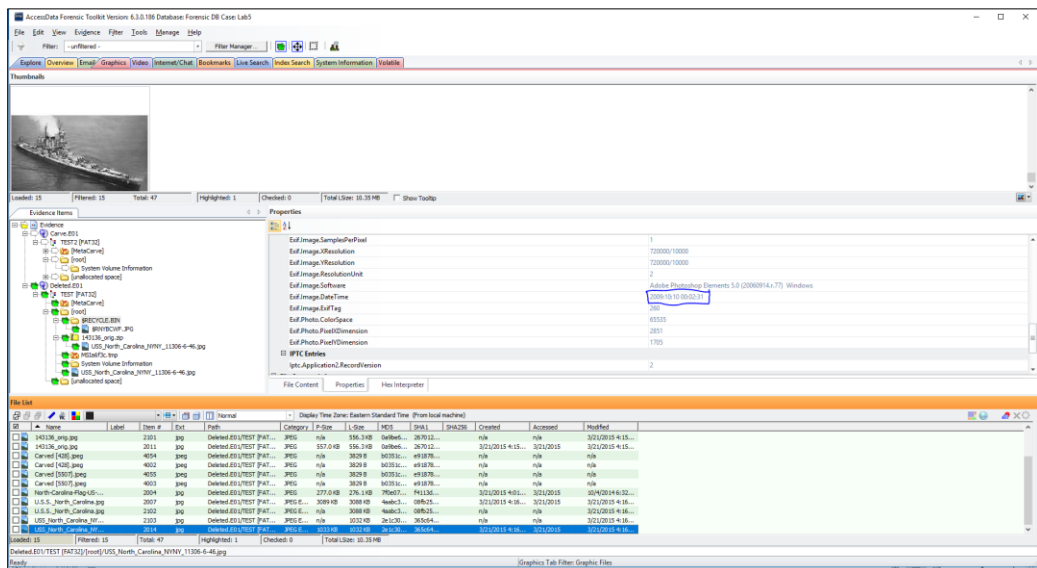 AccessData Forensic Toolkit Version: 6.3.0.186 Database: Forensic DB Case: Lab5
File Edit View Evidence Filter Tools Manage Help
Filter: - unfiltered - Filter Manager...
Explore Overview Email Graphics Video Internet/Chat Bookmarks Live Search Index Search System Information Volatile
Thumbnails
Loaded: 15 Filtered: 15 Total: 47 Highlighted: 1 Checked: 0 Total LSize: 10.35 MB Show Tooltip
Evidence Items
Evidence
Carve.E01
TEST2 [FAT32]
[MetaCarve]
[root]
System Volume Information
[unallocated space]
Deleted.E01
TEST [FAT32]
[MetaCarve]
[root]
$RECYCLE.BIN
$RNYBCWF.JPG
143136_orig.zip
USS_North_Carolina_NYNY_11306-6-46.jpg
System Volume Information
USS_North_Carolina_NYNY_11306-6-46.jpg
[unallocated space]
Properties
Exif.Image.SamplesPerPixel 1
Exif.Image.XResolution 720000/10000
Exif.Image.YResolution 720000/10000
Exif.Image.ResolutionUnit 2
Exif.Image.Software Adobe Photoshop Elements 5.0 (20060914.r.77) Windows
Exif.Image.DateTime
Exif.Image.ExifTag 260
Exif.Photo.ColorSpace 65535
Exif.Photo.PixelXDimension 2851
Exif.Photo.PixelYDimension 1705
IPTC Entries
Iptc.Application2.RecordVersion 2
File Content Properties Hex Interpreter
File List
Normal Display Time Zone: Eastern Standard Time (From local machine)
Name Label Item # Ext Path Category P-Size L-Size MD5 SHA1 SHA256 Created Accessed Modified
143136_orig.jpg 2101 jpg Deleted.E01/TEST [FAT... JPEG n/a 556.3 KB 267012... n/a n/a 3/21/2015 4:15...
143136_orig.jpg 2011 jpg Deleted.E01/TEST [FAT... JPEG 557.0 KB 556.3 KB 267012... 3/21/2015 4:15... 3/21/2015 3/21/2015 4:15...
Carved [428].jpeg 4054 jpeg Deleted.E01/TEST [FAT... JPEG n/a 3829 B b0351c... e91878... n/a n/a n/a
Carved [428].jpeg 4002 jpeg Deleted.E01/TEST [FAT... JPEG n/a 3829 B b0351c... e91878... n/a n/a n/a
Carved [5507].jpeg 4055 jpeg Deleted.E01/TEST [FAT... JPEG n/a 3829 B b0351c... e91878... n/a n/a n/a
Carved [5507].jpeg 4003 jpeg Deleted.E01/TEST [FAT... JPEG n/a 3829 B b0351c... e91878... n/a n/a n/a
North-Carolina-Flag-US-... 2004 jpg Deleted.E01/TEST [FAT... JPEG 277.0 KB 276.1 KB f4113d... 3/21/2015 4:01... 3/21/2015 10/4/2014 6:32...
U.S.S._North_Carolina.jpg 2007 jpg Deleted.E01/TEST [FAT... JPEG E... 3089 KB 3088 KB 4aabc3... 08fb25... 3/21/2015 4:16... 3/21/2015 3/21/2015 4:16...
U.S.S._North_Carolina.jpg 2102 jpg Deleted.E01/TEST [FAT... JPEG E... n/a 3088 KB 4aabc3... 08fb25... n/a n/a 3/21/2015 4:16...
USS_North_Carolina_NY... 2103 jpg Deleted.E01/TEST [FAT... JPEG E... n/a 1032 KB 2e1c30... 365c64... n/a n/a 3/21/2015 4:16...
USS_North_Carolina_NY... 2014 jpg Deleted.E01/TEST [FAT... JPEG E... 1033 KB 1032 KB 2e1c30... 365c64... 3/21/2015 4:16... 3/21/2015 3/21/2015 4:16...
Loaded: 15 Filtered: 15 Total: 47 Highlighted: 1 Checked: 0 Total LSize: 10.35 MB
Deleted.E01/TEST [FAT32]/[root]/USS_North_Carolina_NYNY_11306-6-46.jpg
Ready Graphics Tab Filter: Graphic Files